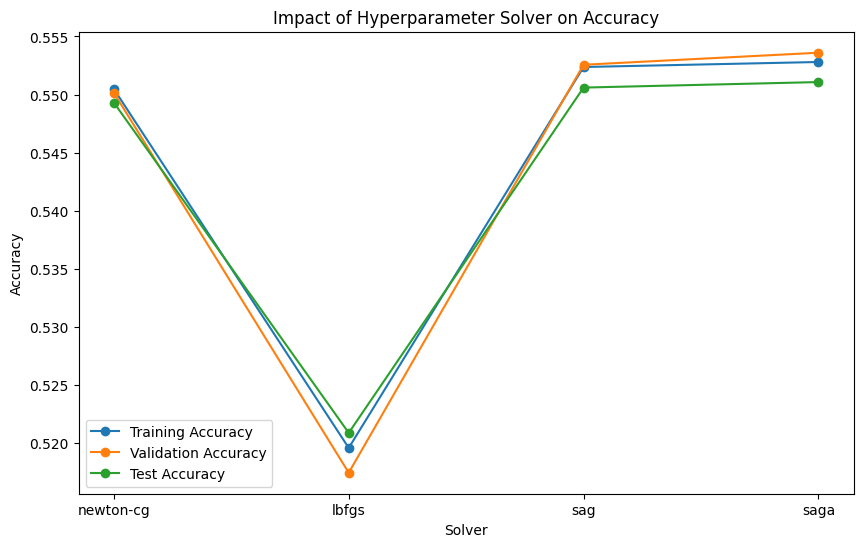 Impact of Hyperparameter Solver on Accuracy
0.555
0.550
0.545
0.540
0.535
0.530
0.525
0.520
Accuracy
Training Accuracy
Validation Accuracy
Test Accuracy
newton-cg
lbfgs
sag
saga
Solver